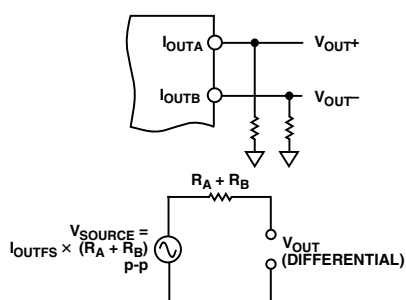 IOUTA
VOUT+
IOUTB
VOUT–
RA + RB
VSOURCE =
IOUTFS × (RA + RB)
p-p
VOUT
(DIFFERENTIAL)